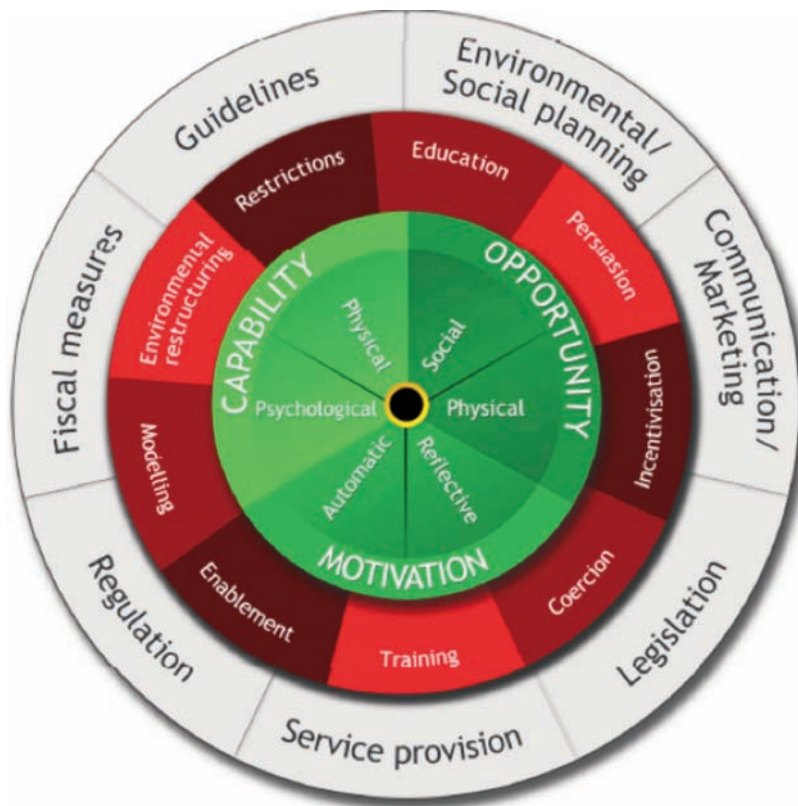 Guidelines
Environmental/
Social planning
Communication/
Marketing
Legislation
Service provision
Regulation
Fiscal measures
Restrictions
Education
Persuasion
Incentivisation
Coercion
Training
Enablement
Modelling
Environmental
restructuring
CAPABILITY
OPPORTUNITY
MOTIVATION
Physical
Social
Psychological
Physical
Automatic
Reflective